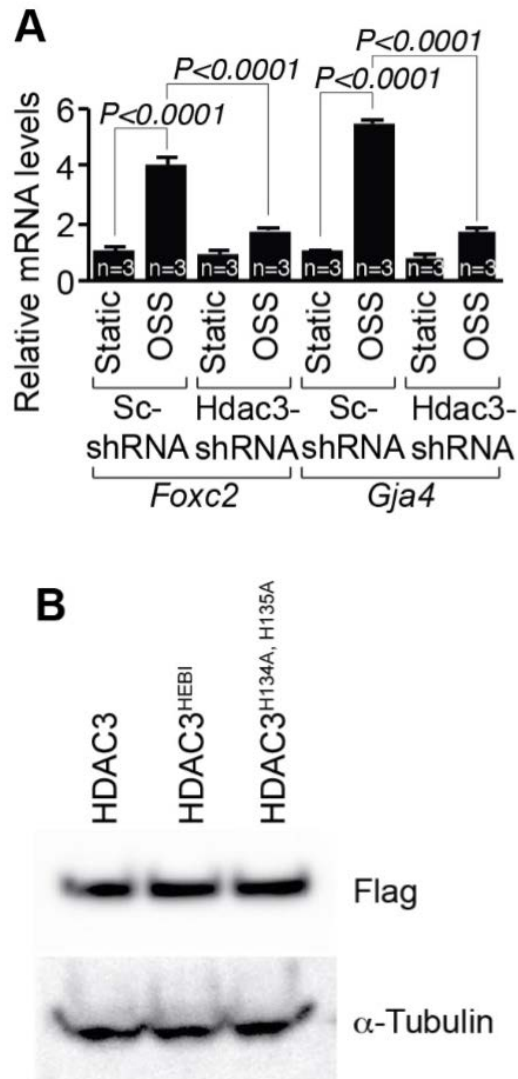 A
P<0.0001
P<0.0001 P<0.0001 P<0.0001
Relative mRNA levels
6
4
2
0
n=3 n=3 n=3 n=3 n=3 n=3 n=3 n=3
Static OSS Static OSS Static OSS Static OSS
Sc-shRNA Hdac3-shRNA Sc-shRNA Hdac3-shRNA
Foxc2 Gja4
B
HDAC3 HDAC3HEBI HDAC3H134A, H135A
Flag
α-Tubulin